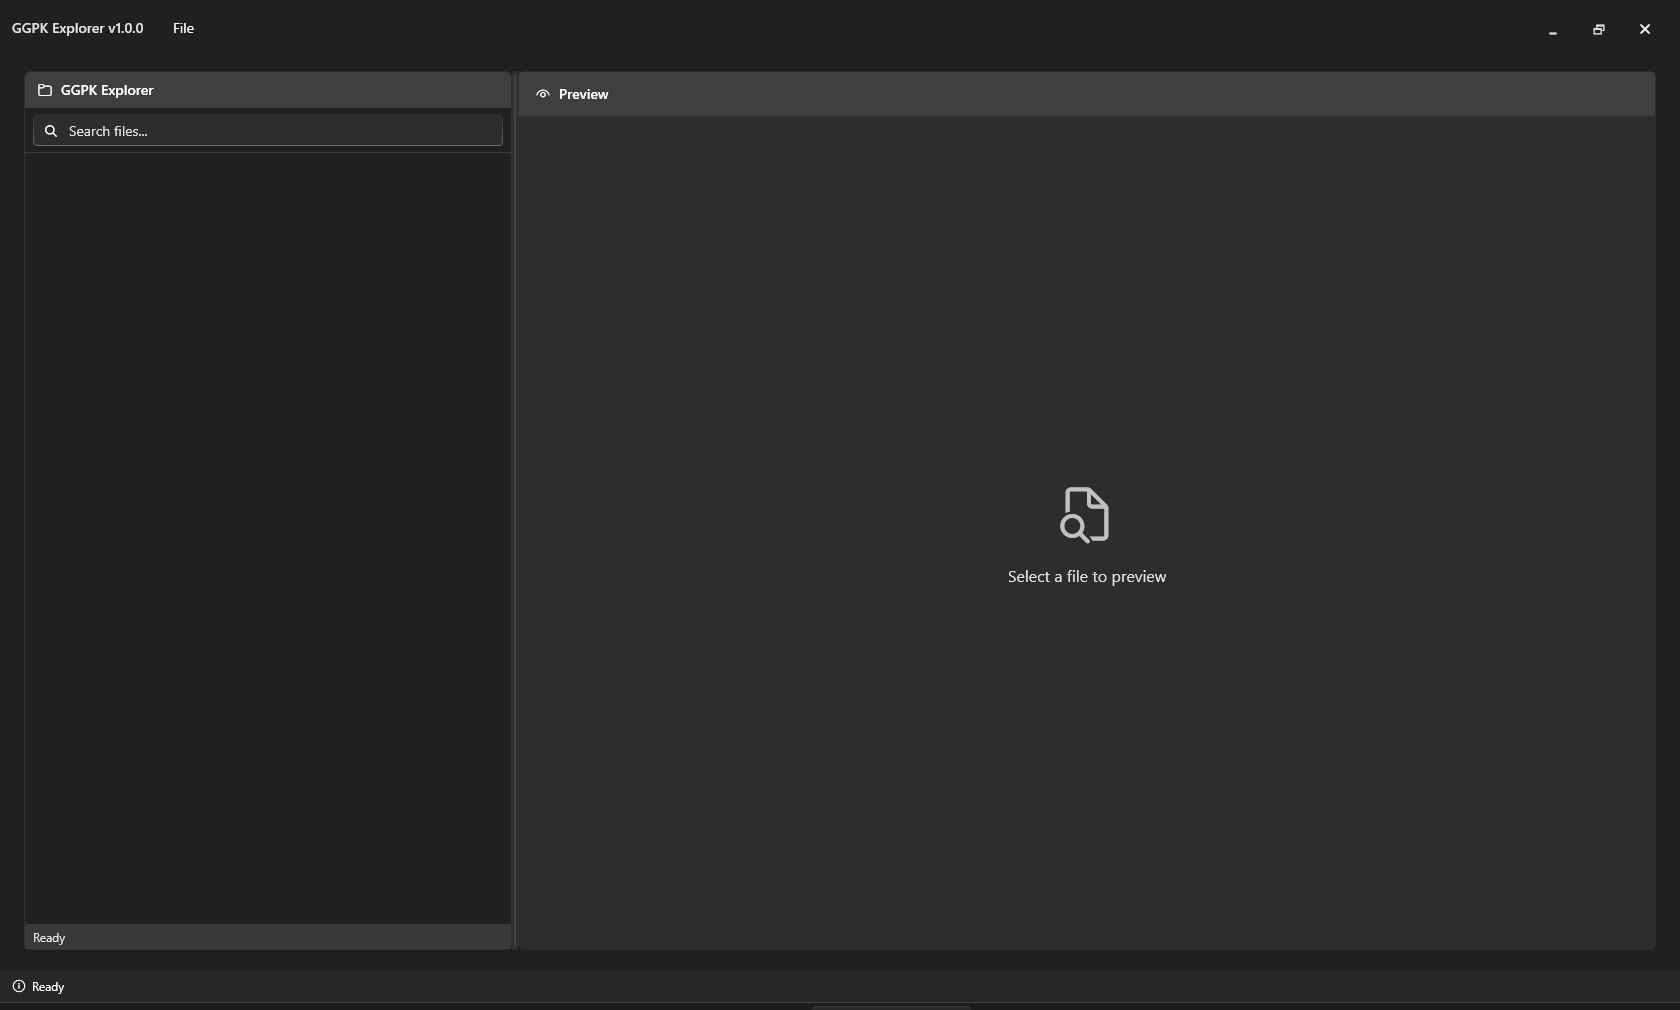 GGPK Explorer v1.0.0 File
GGPK Explorer
Search files...
Preview
Select a file to preview
Ready
Ready